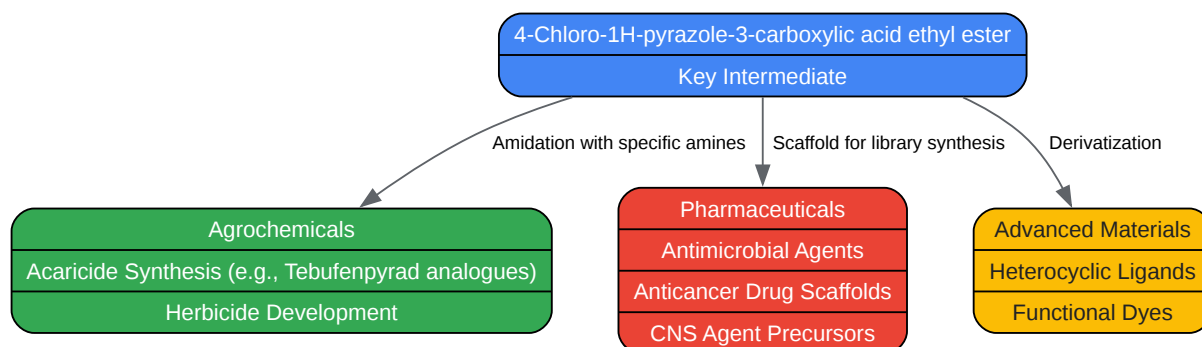 4-Chloro-1H-pyrazole-3-carboxylic acid ethyl ester
Key Intermediate
Amidation with specific amines
Scaffold for library synthesis
Derivatization
Agrochemicals
Acaricide Synthesis (e.g., Tebufenpyrad analogues)
Herbicide Development
Pharmaceuticals
Antimicrobial Agents
Anticancer Drug Scaffolds
CNS Agent Precursors
Advanced Materials
Heterocyclic Ligands
Functional Dyes